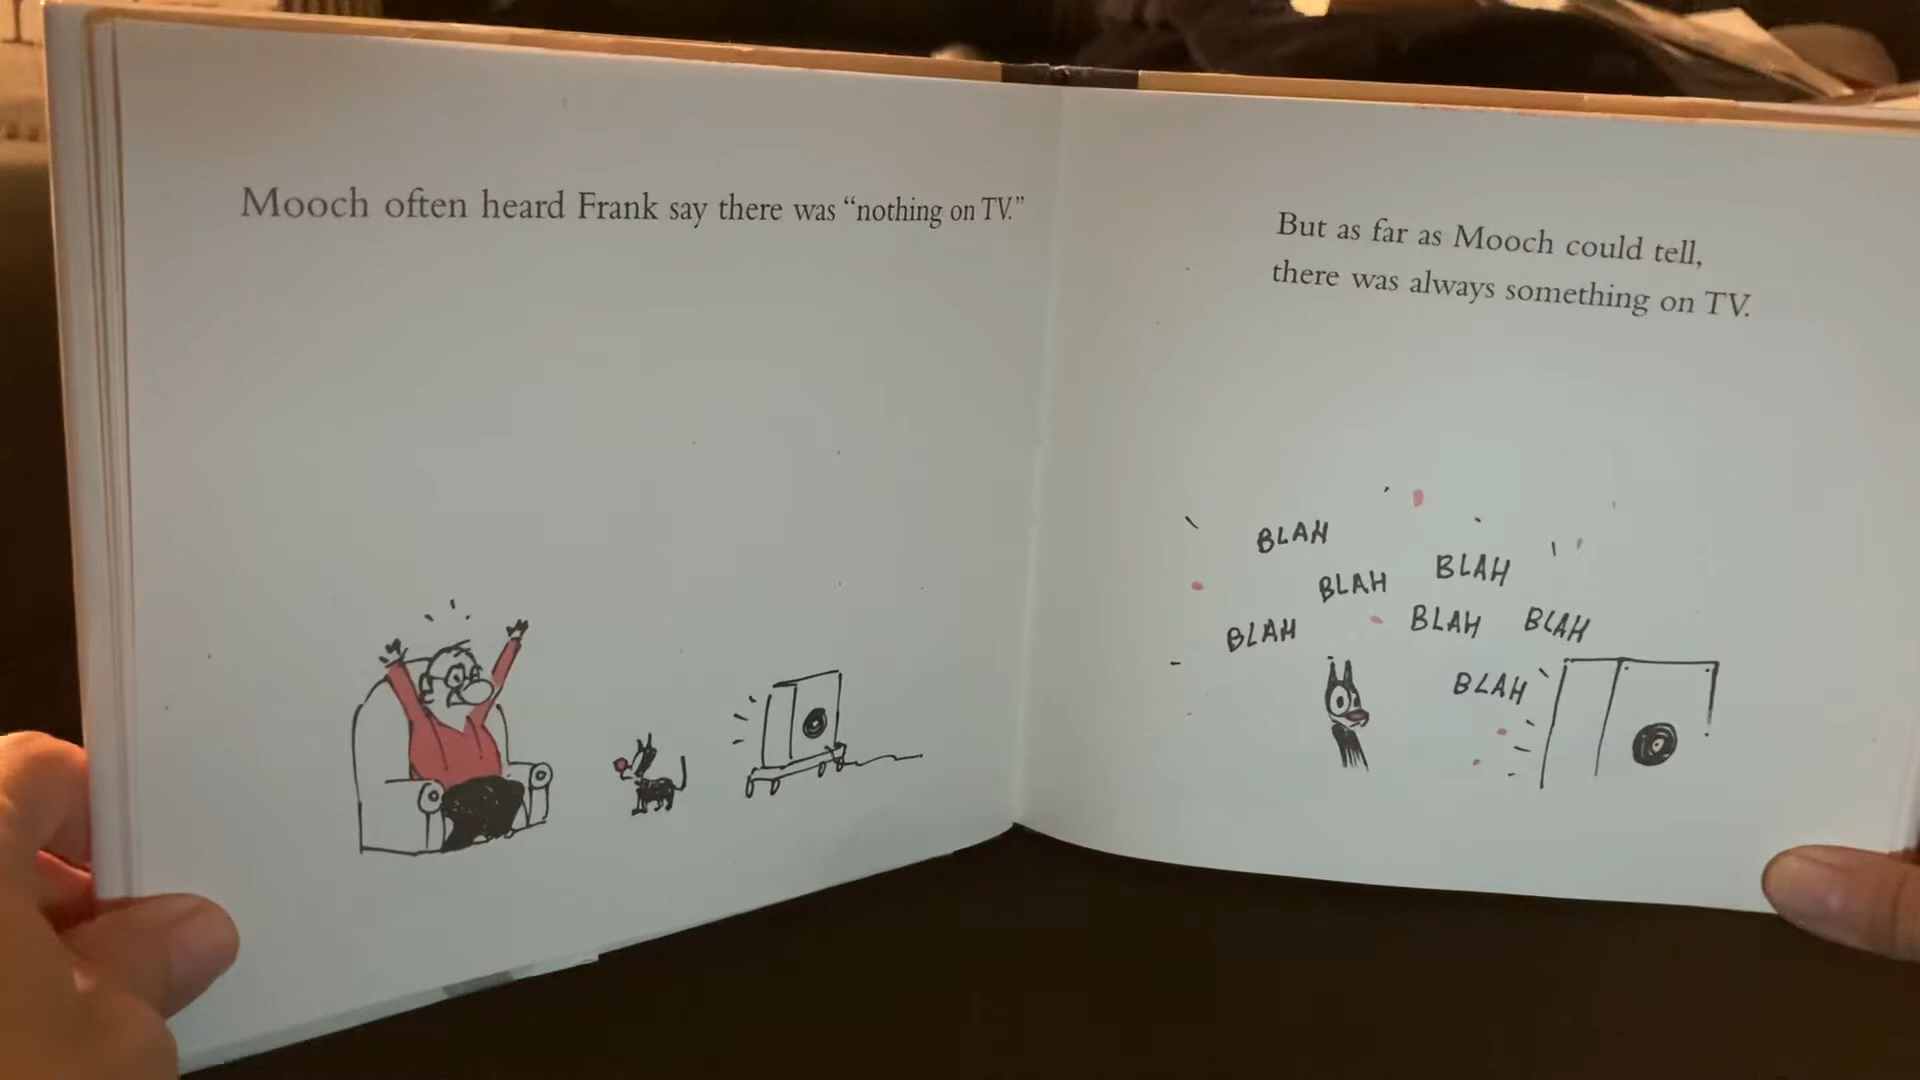 Mooch often heard Frank say there was “nothing on TV.”
But as far as Mooch could tell,
there was always something on TV.
BLAH
BLAH
BLAH
BLAH
BLAH
BLAH
BLAH